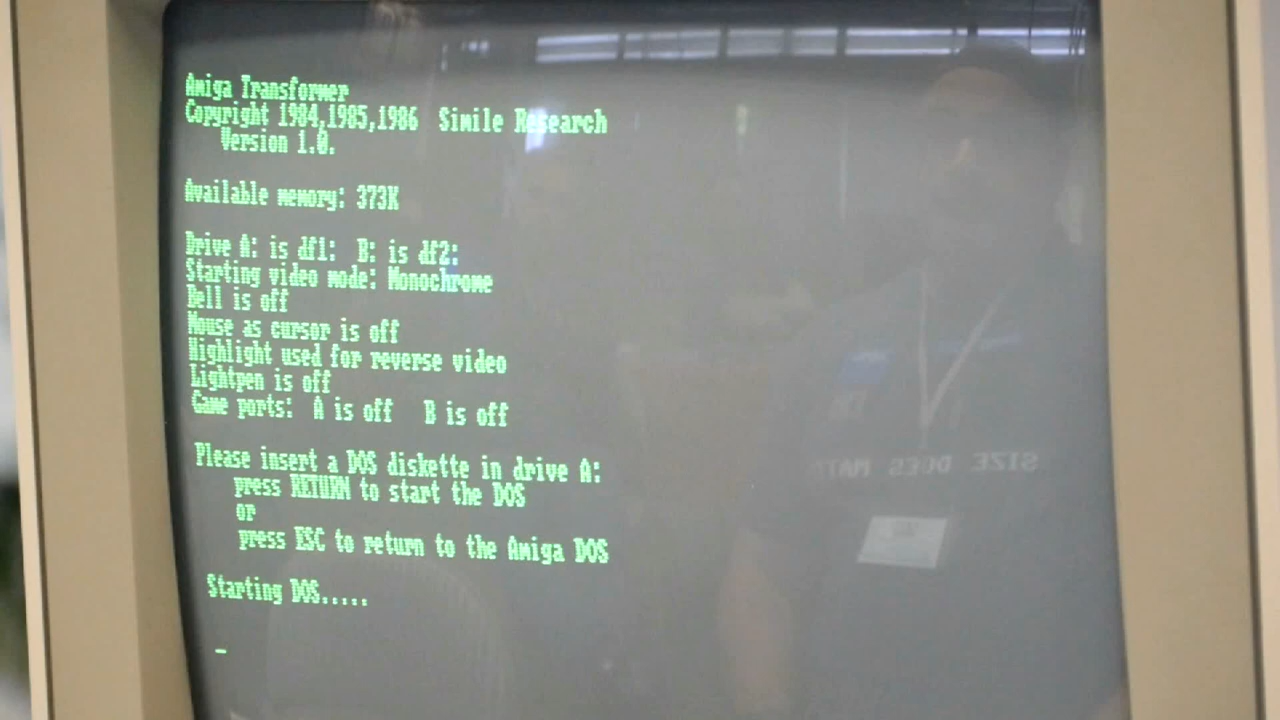 Amiga Transformer
Copyright 1984,1985,1986 Simile Research
Version 1.0.
Available memory: 373K
Drive A: is df1: B: is df2:
Starting video mode: Monochrome
Bell is off
Mouse as cursor is off
Highlight used for reverse video
Lightpen is off
Game ports: A is off B is off
Please insert a DOS diskette in drive A:
press RETURN to start the DOS
or
press ESC to return to the Amiga DOS
Starting DOS.....
_
SIZE DOES